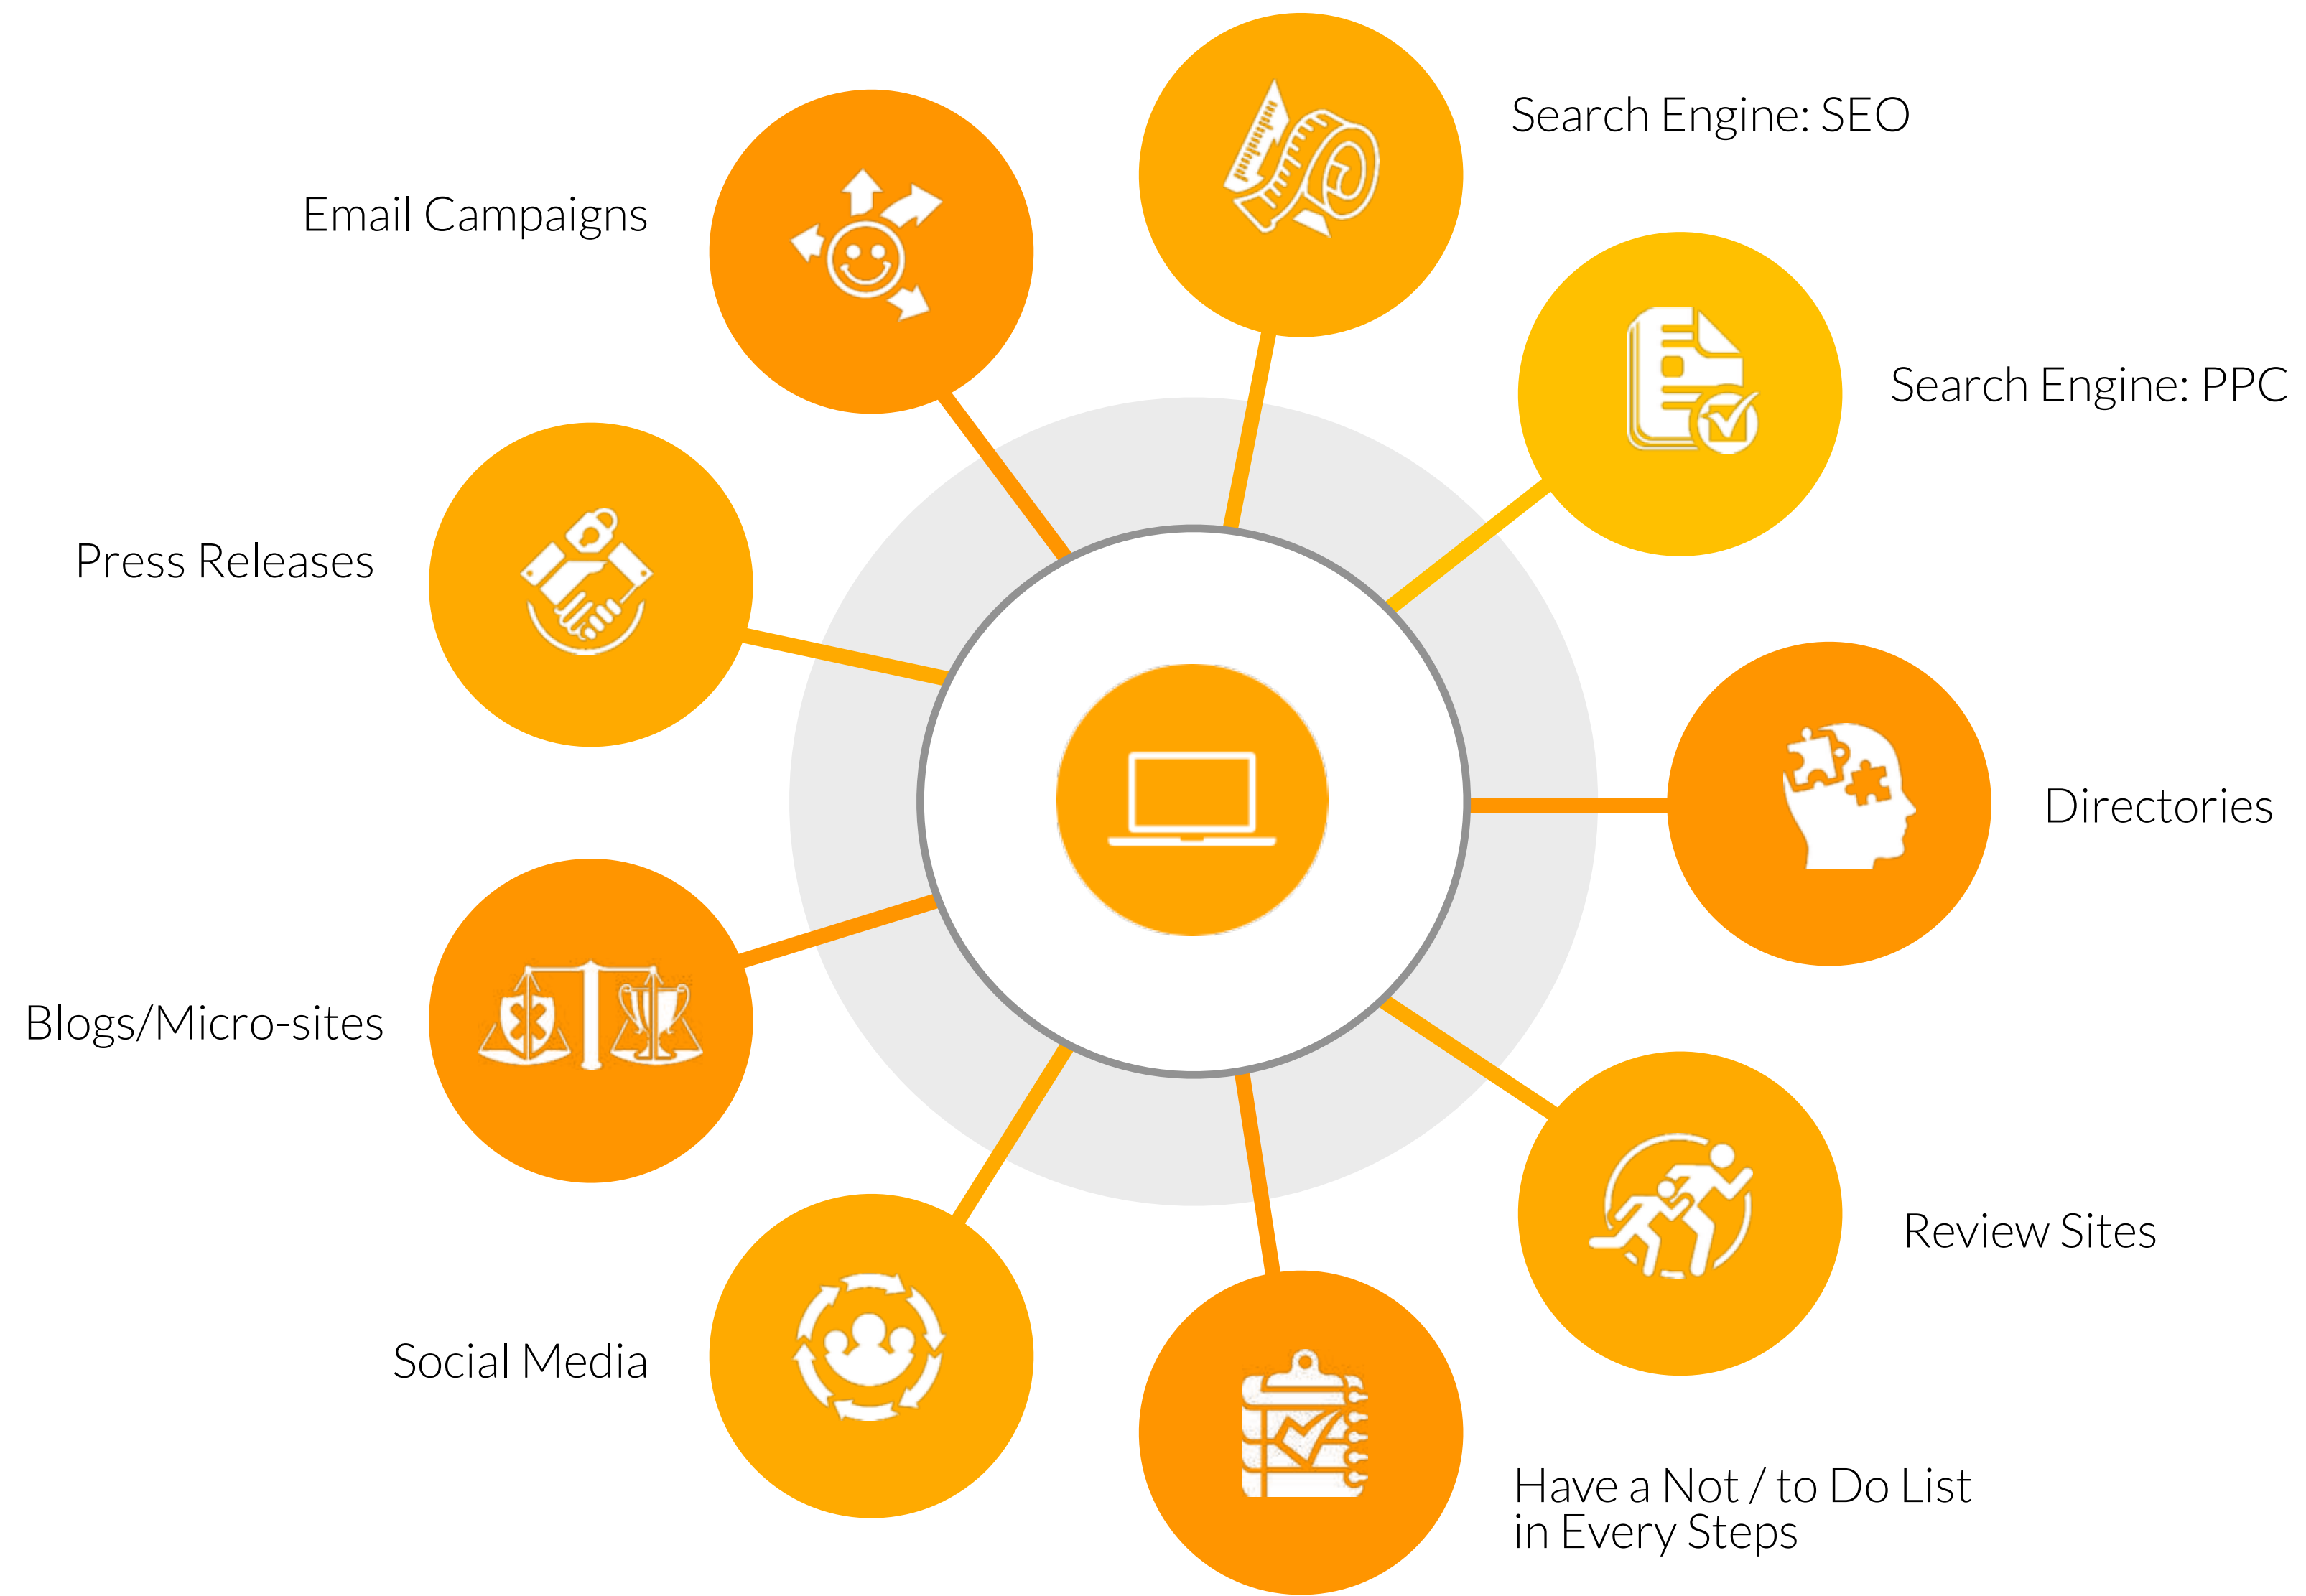 Search Engine: SEO
Email Campaigns
Search Engine: PPC
Press Releases
Directories
Blogs/Micro-sites
Review Sites
Social Media
Have a Not / to Do List
in Every Steps